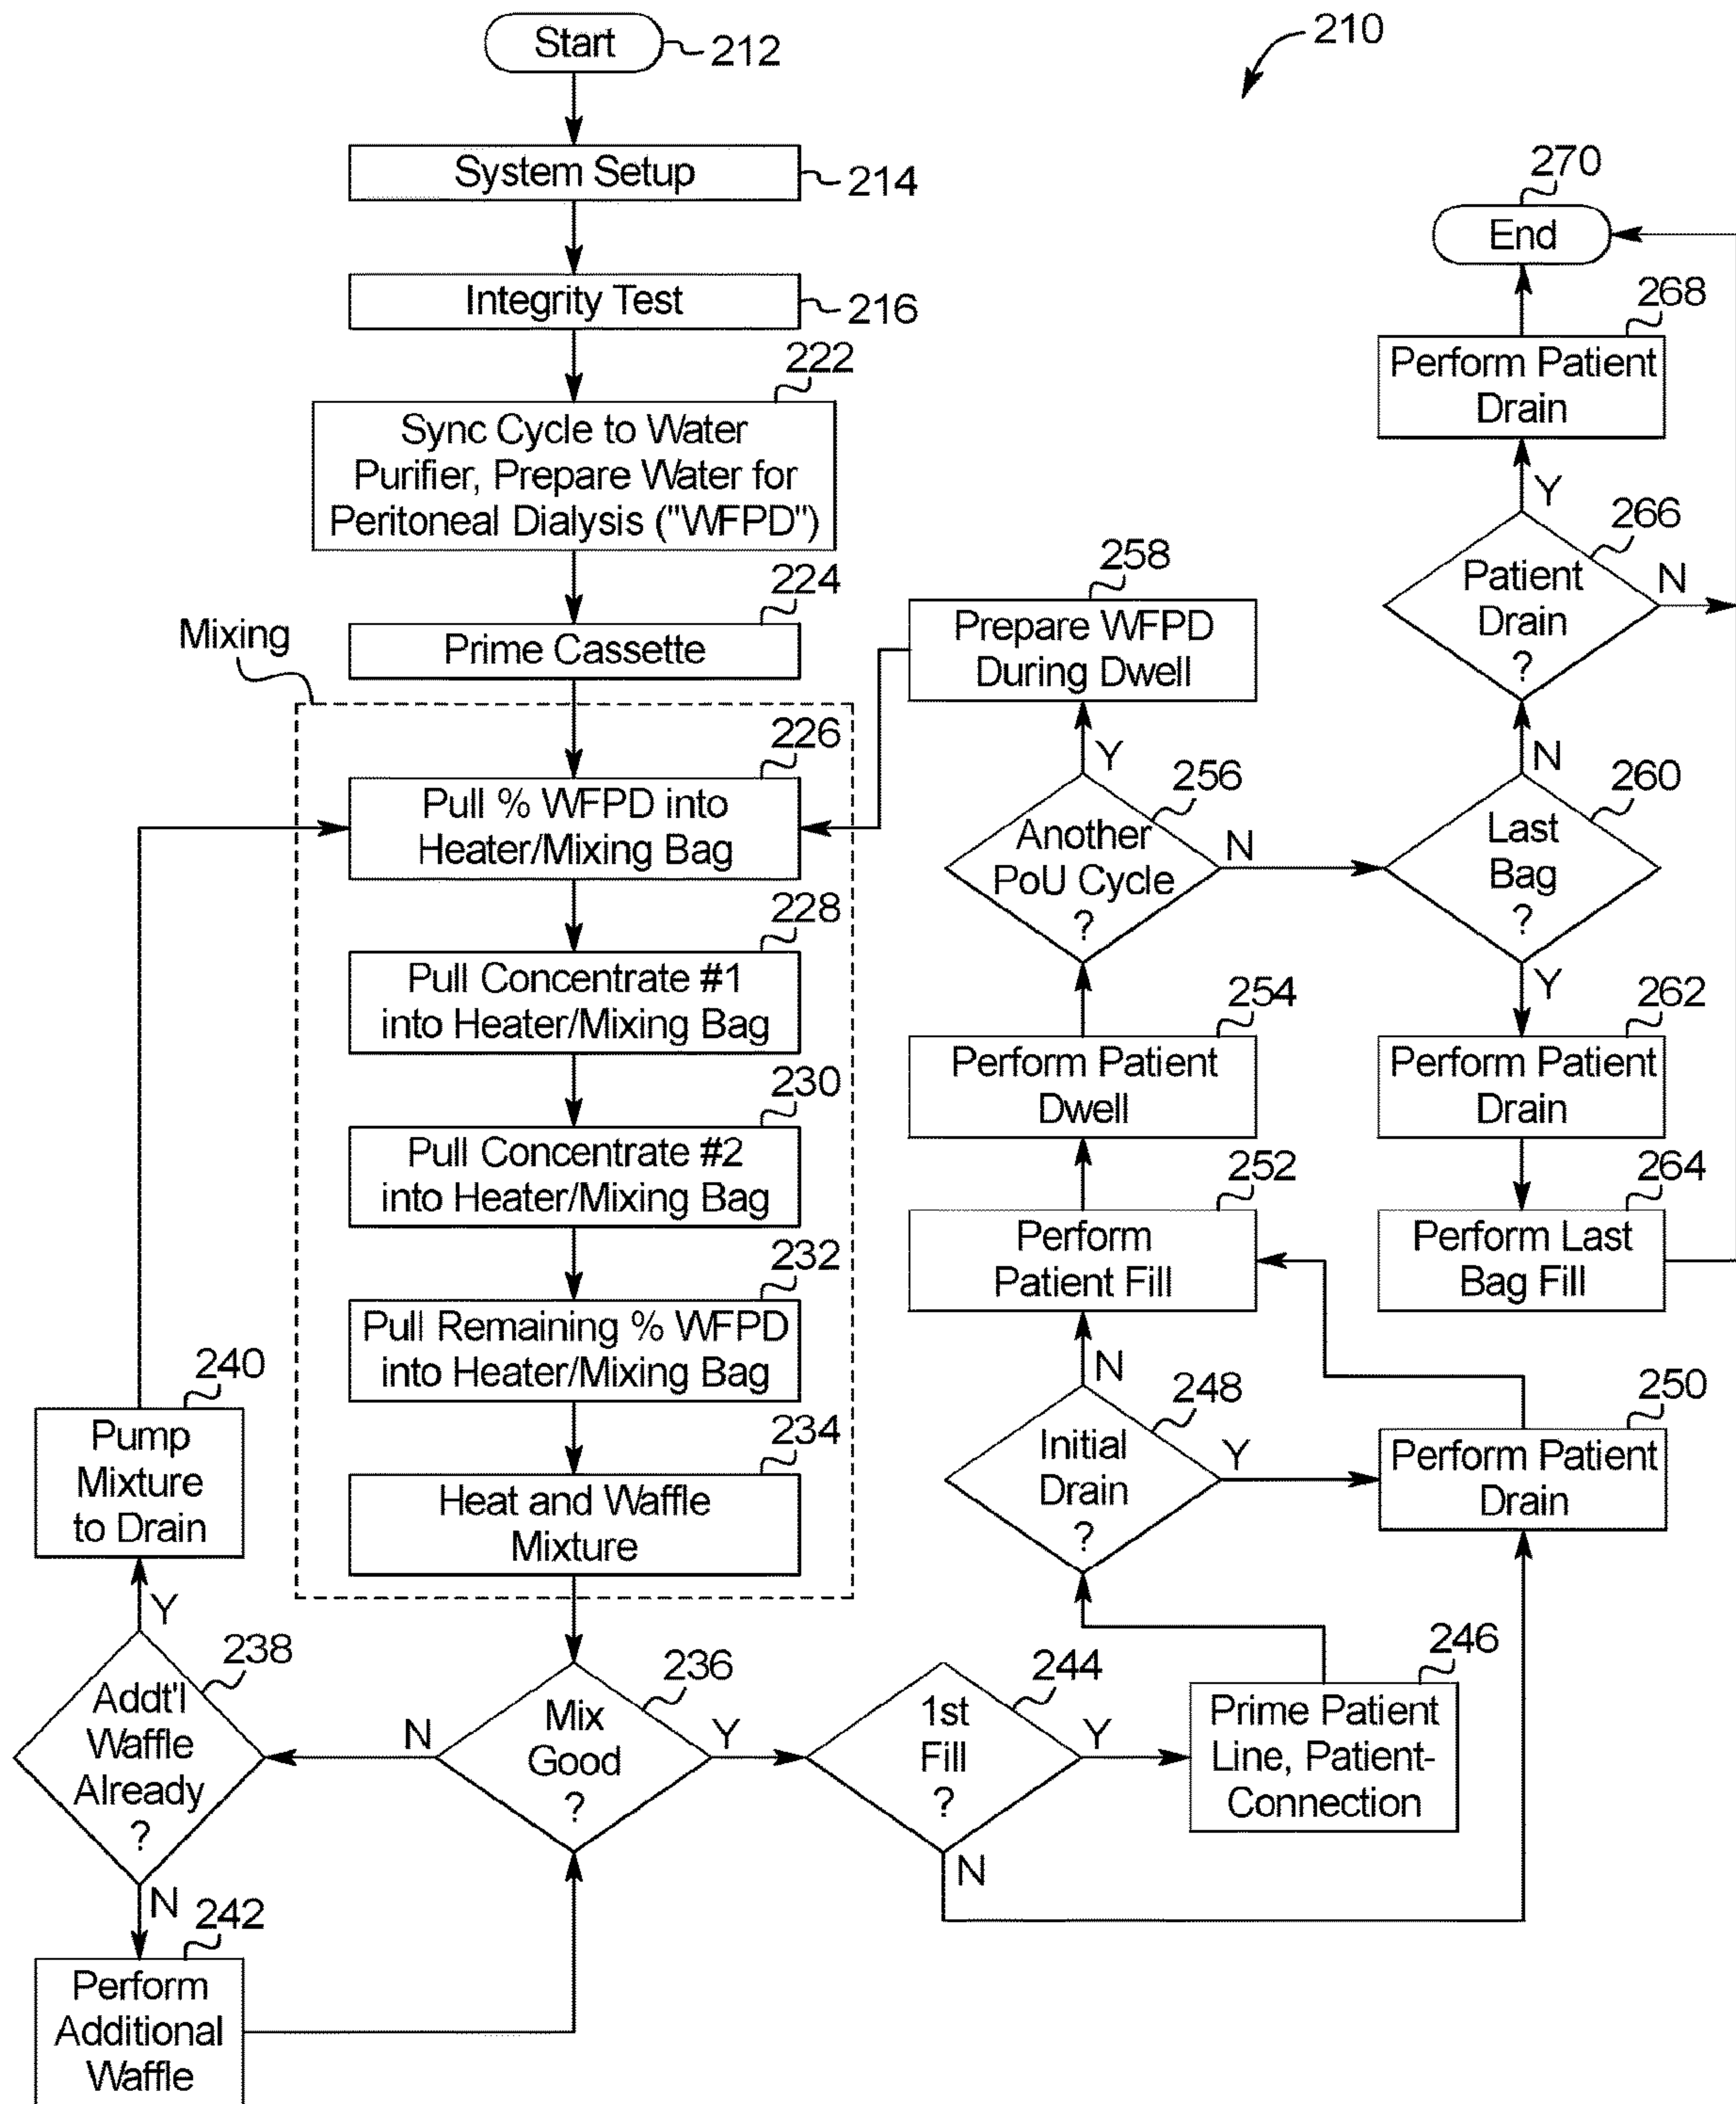 210
Start
212
System Setup
214
Integrity Test
216
222
Sync Cycle to Water
Purifier, Prepare Water for
Peritoneal Dialysis ("WFPD")
224
Prime Cassette
Mixing
226
Pull % WFPD into
Heater/Mixing Bag
228
Pull Concentrate #1
into Heater/Mixing Bag
230
Pull Concentrate #2
into Heater/Mixing Bag
232
Pull Remaining % WFPD
into Heater/Mixing Bag
234
Heat and Waffle
Mixture
236
Mix
Good
?
N
Y
238
Addt'l
Waffle
Already
?
Y
N
240
Pump
Mixture
to Drain
242
Perform
Additional
Waffle
244
1st
Fill
?
Y
N
246
Prime Patient
Line, Patient-
Connection
248
Initial
Drain
?
N
Y
250
Perform Patient
Drain
252
Perform
Patient Fill
254
Perform Patient
Dwell
256
Another
PoU Cycle
?
Y
N
258
Prepare WFPD
During Dwell
260
Last
Bag
?
N
Y
262
Perform Patient
Drain
264
Perform Last
Bag Fill
266
Patient
Drain
?
Y
N
268
Perform Patient
Drain
270
End